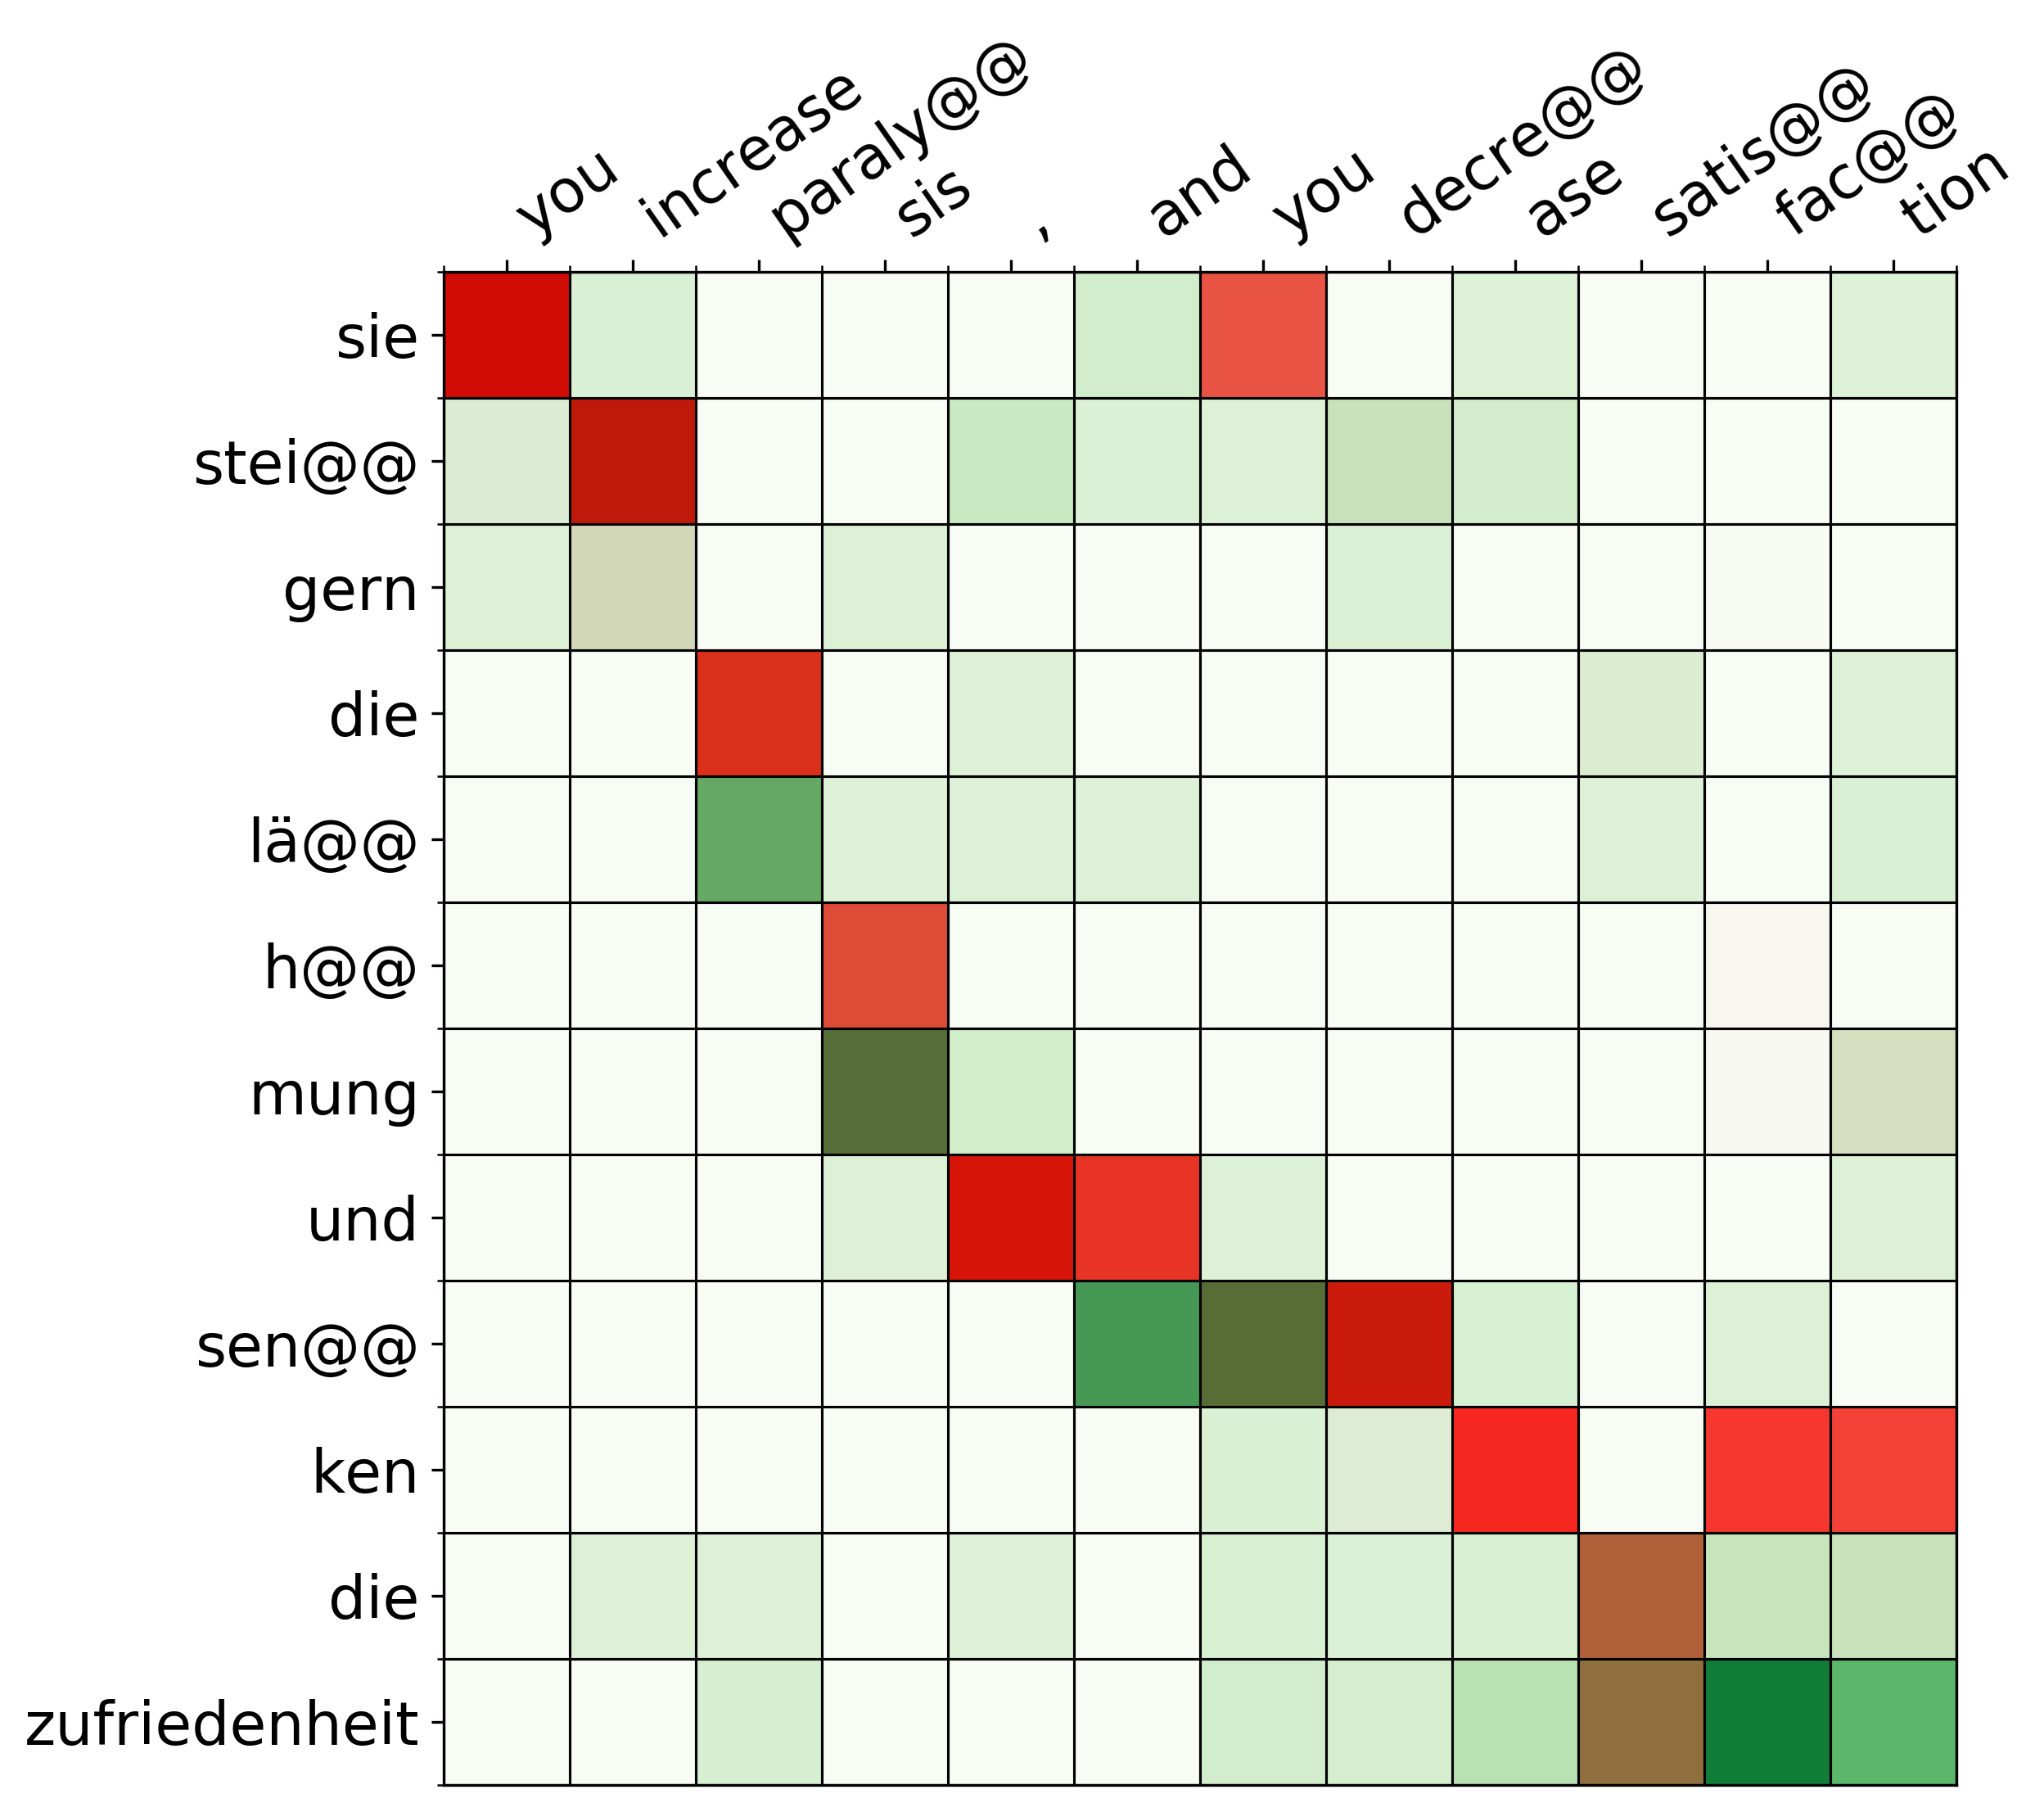 you increase paraly@@ sis , and you decre@@ ase satis@@ fac@@ tion
sie
stei@@
gern
die
lä@@
h@@
mung
und
sen@@
ken
die
zufriedenheit